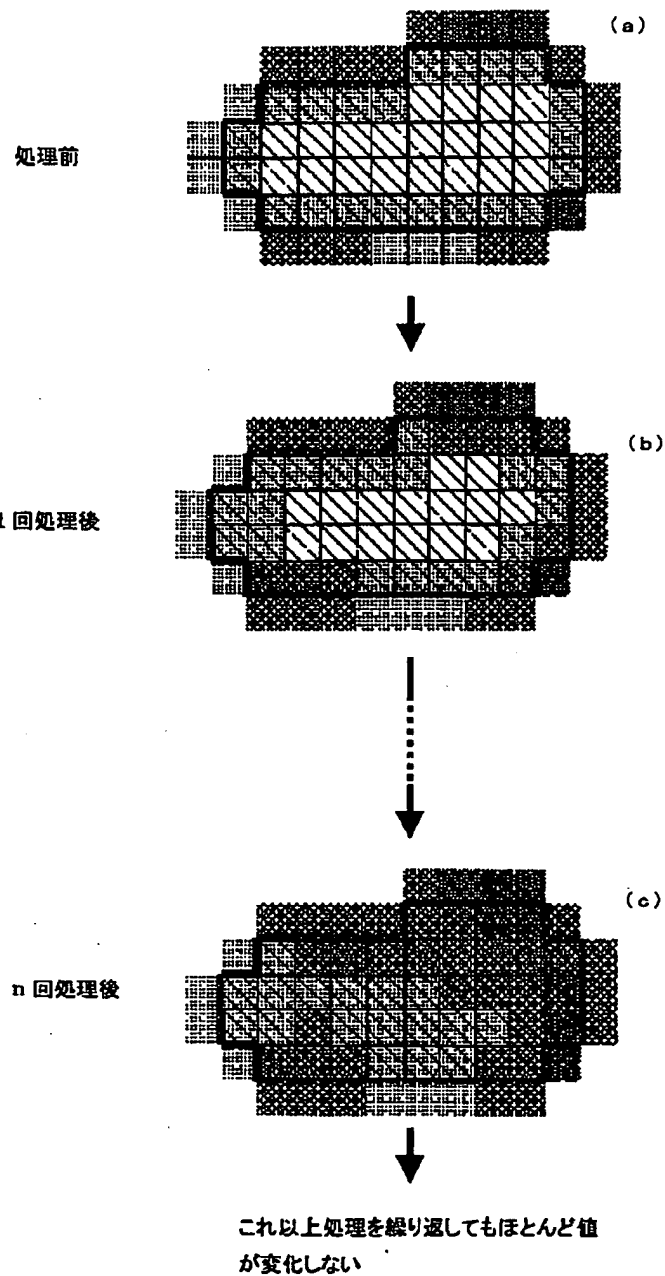 (a)
処理前
(b)
1 回処理後
(c)
n 回処理後
これ以上処理を繰り返してもほとんど値
が変化しない